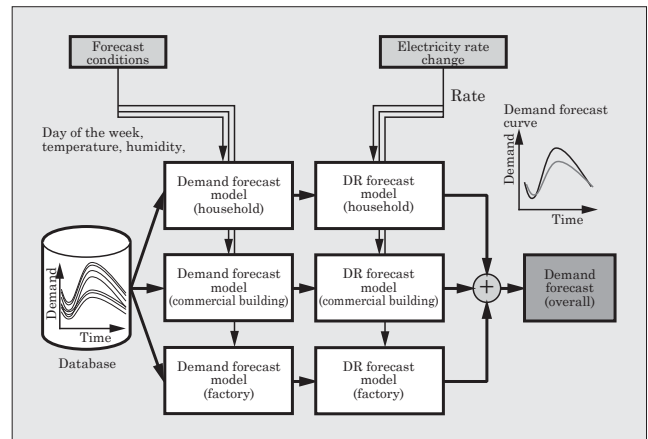 Forecast
conditions
Electricity rate
change
Rate
Day of the week,
temperature, humidity,
Demand forecast
curve
Demand
Time
Demand forecast
model
(household)
DR forecast
model
(household)
Demand
Time
Database
Demand forecast
model
(commercial building)
DR forecast
model
(commercial building)
+
Demand
forecast
(overall)
Demand forecast
model
(factory)
DR forecast
model
(factory)